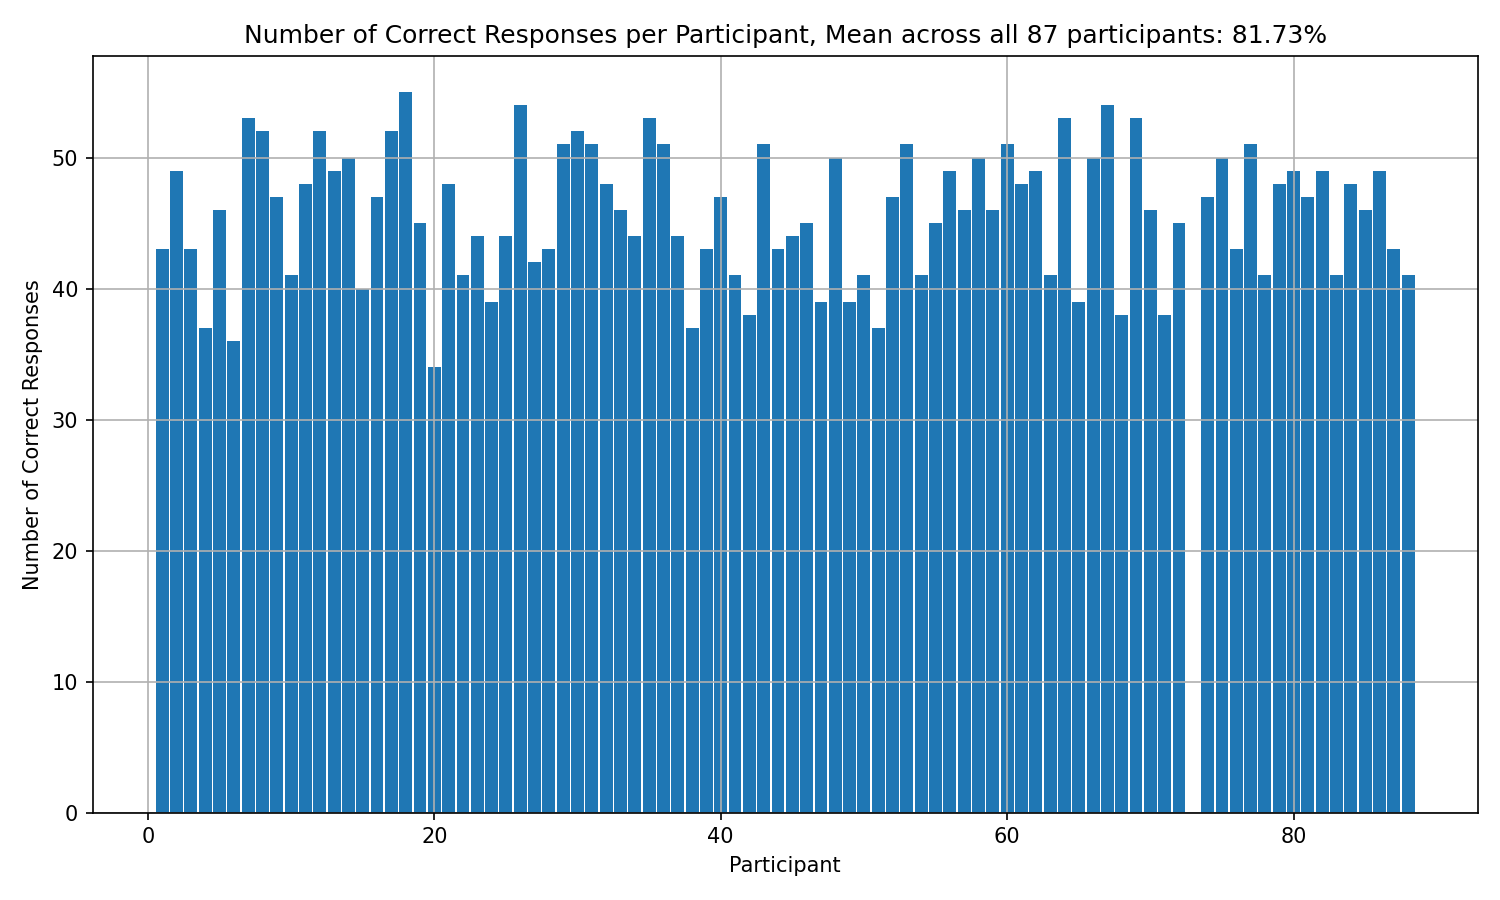 Number of Correct Responses per Participant, Mean across all 87 participants: 81.73%
Number of Correct Responses
50
40
30
20
10
0
0 20 40 60 80
Participant